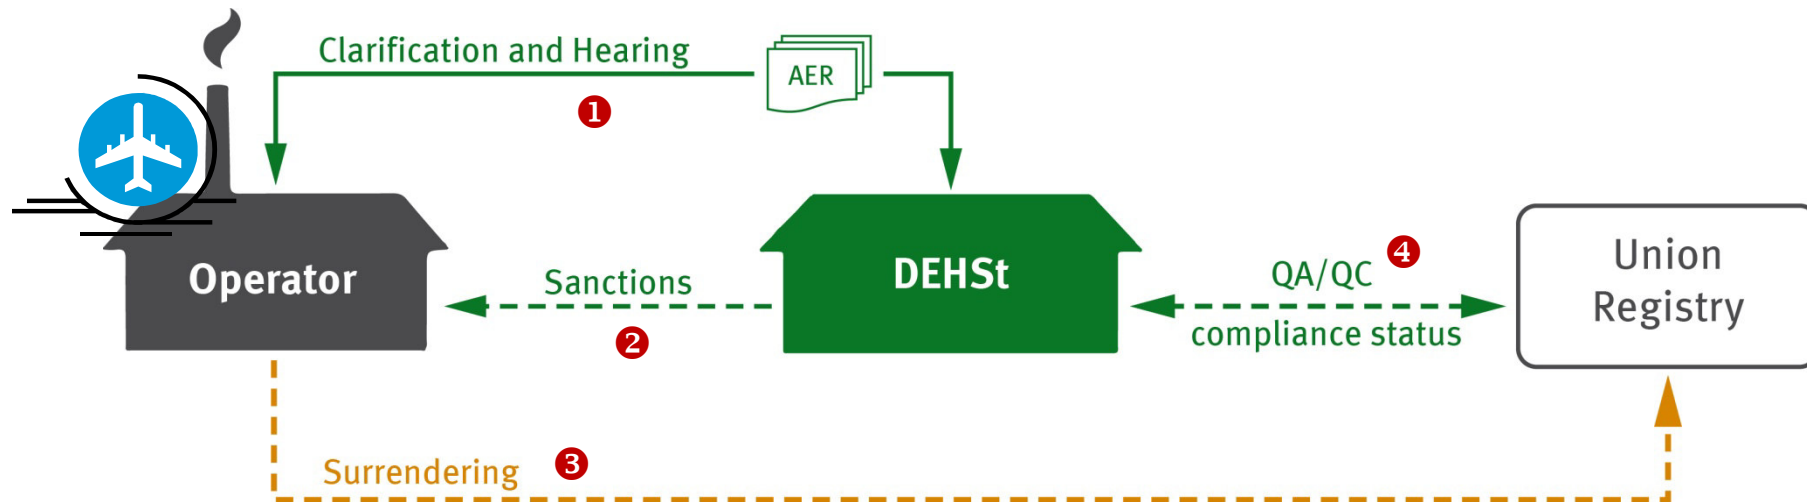 Clarification and Hearing
AER
1
Operator
Sanctions
2
DEHSt
QA/QC
4
compliance status
Union
Registry
Surrendering
3